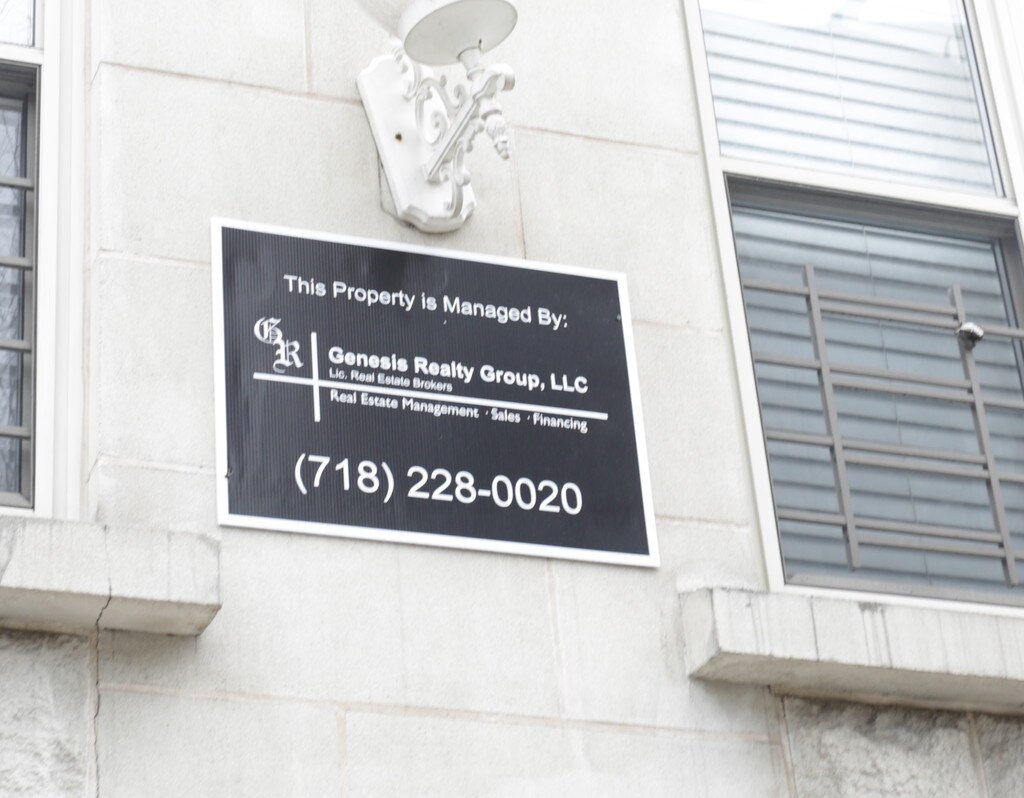 This Property is Managed By:
GR
Genesis Realty Group, LLC
Lic. Real Estate Brokers
Real Estate Management · Sales · Financing
(718) 228-0020